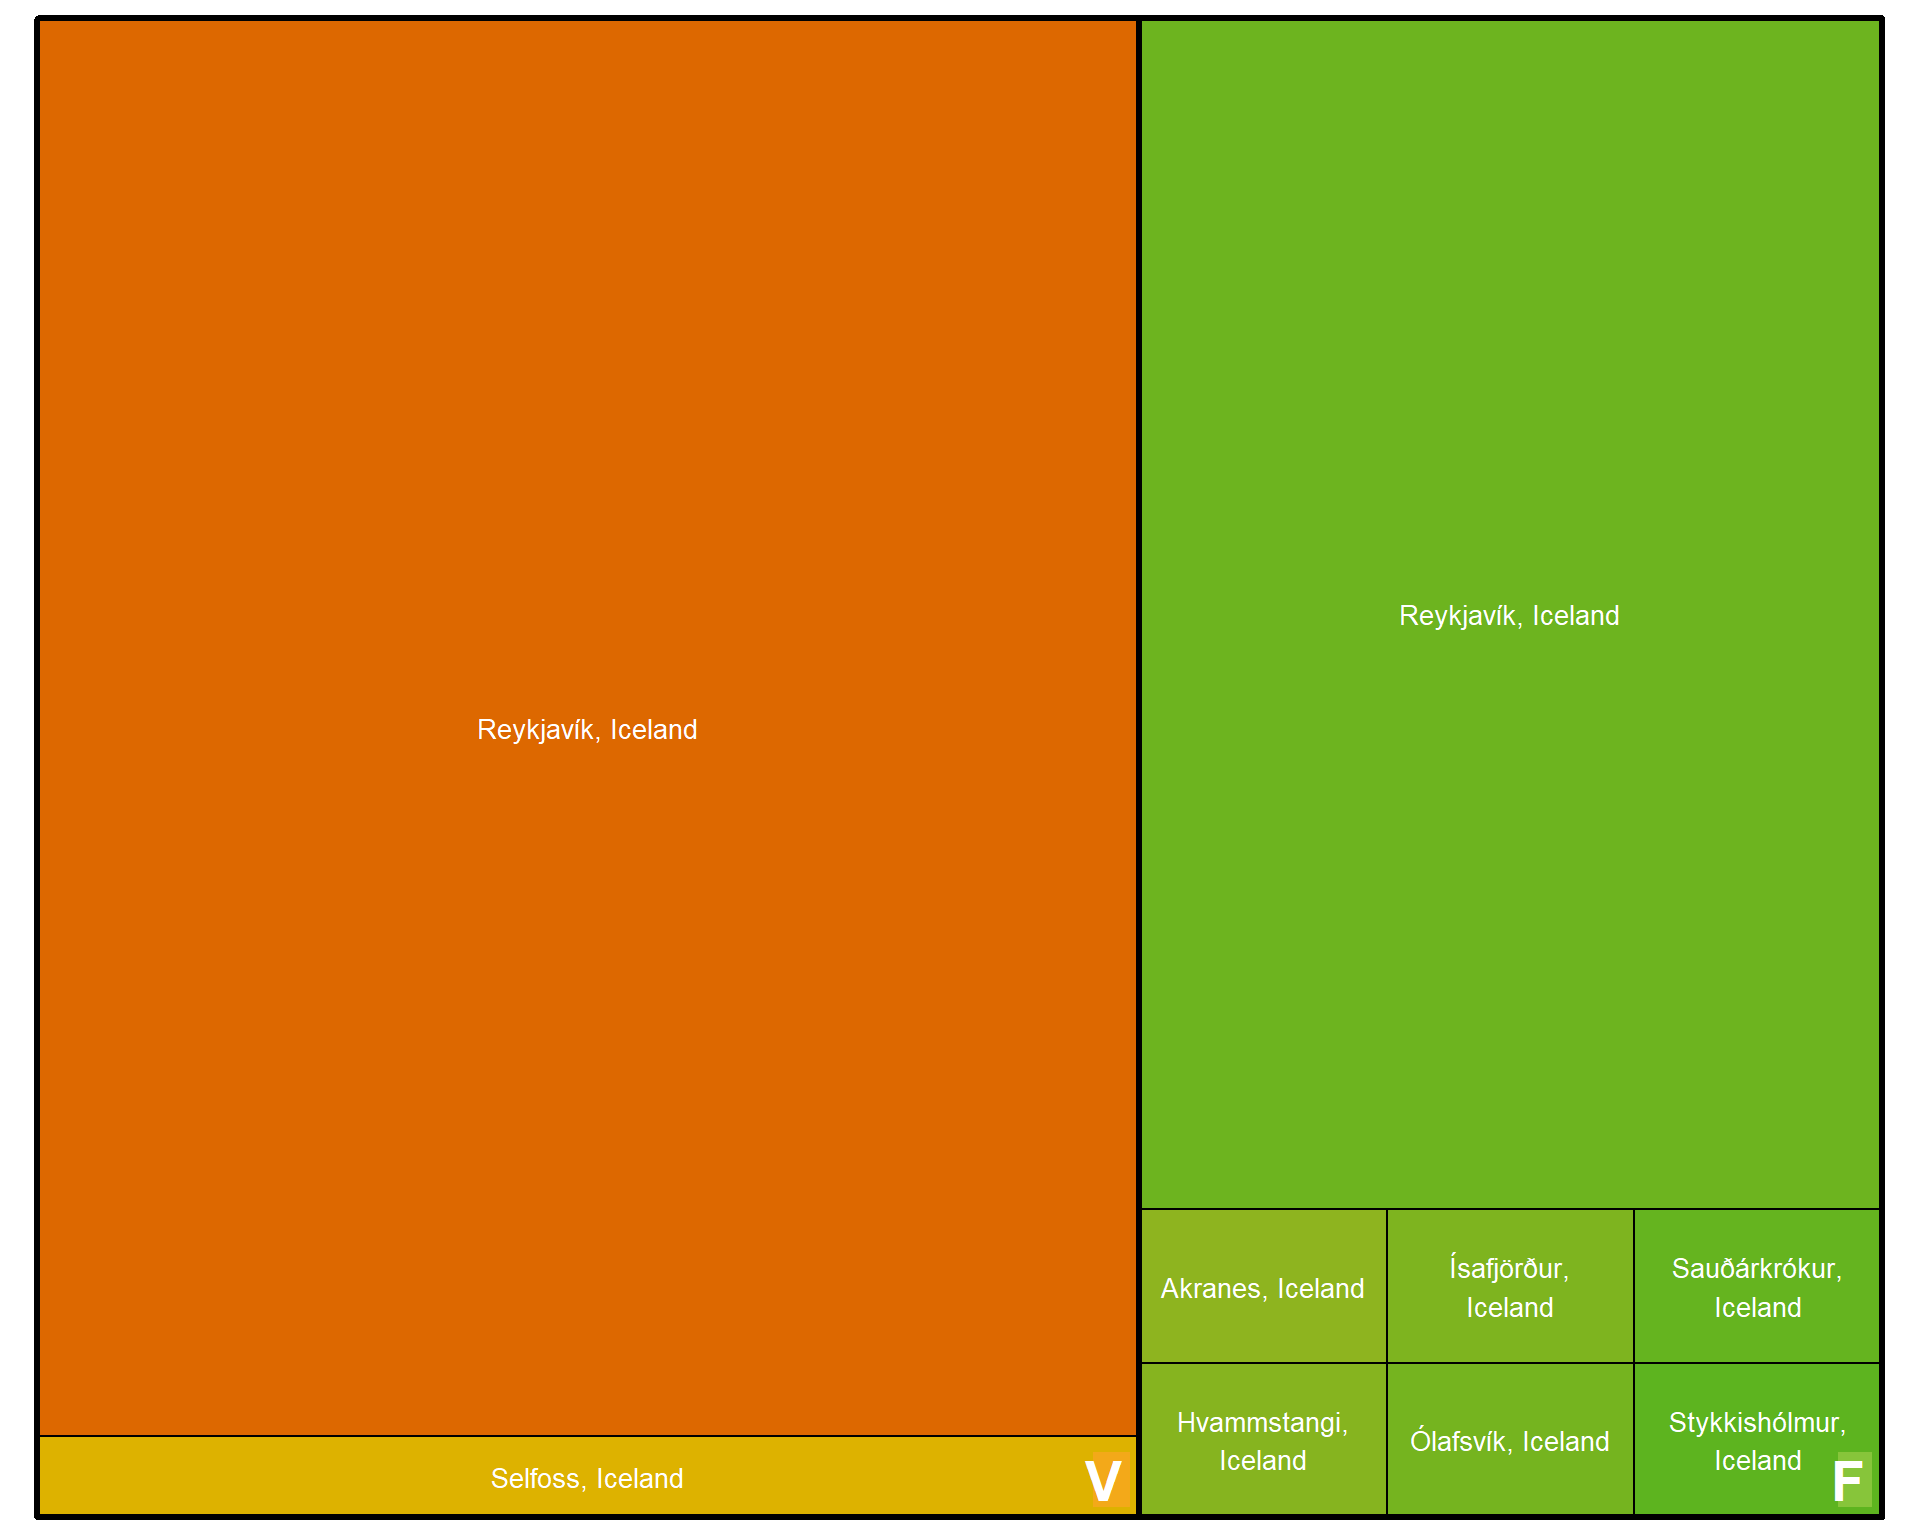 Reykjavík, Iceland
Selfoss, Iceland
V
Reykjavík, Iceland
Akranes, Iceland
Ísafjörður,
Iceland
Sauðárkrókur,
Iceland
Hvammstangi,
Iceland
Ólafsvík, Iceland
Stykkishólmur,
Iceland
F